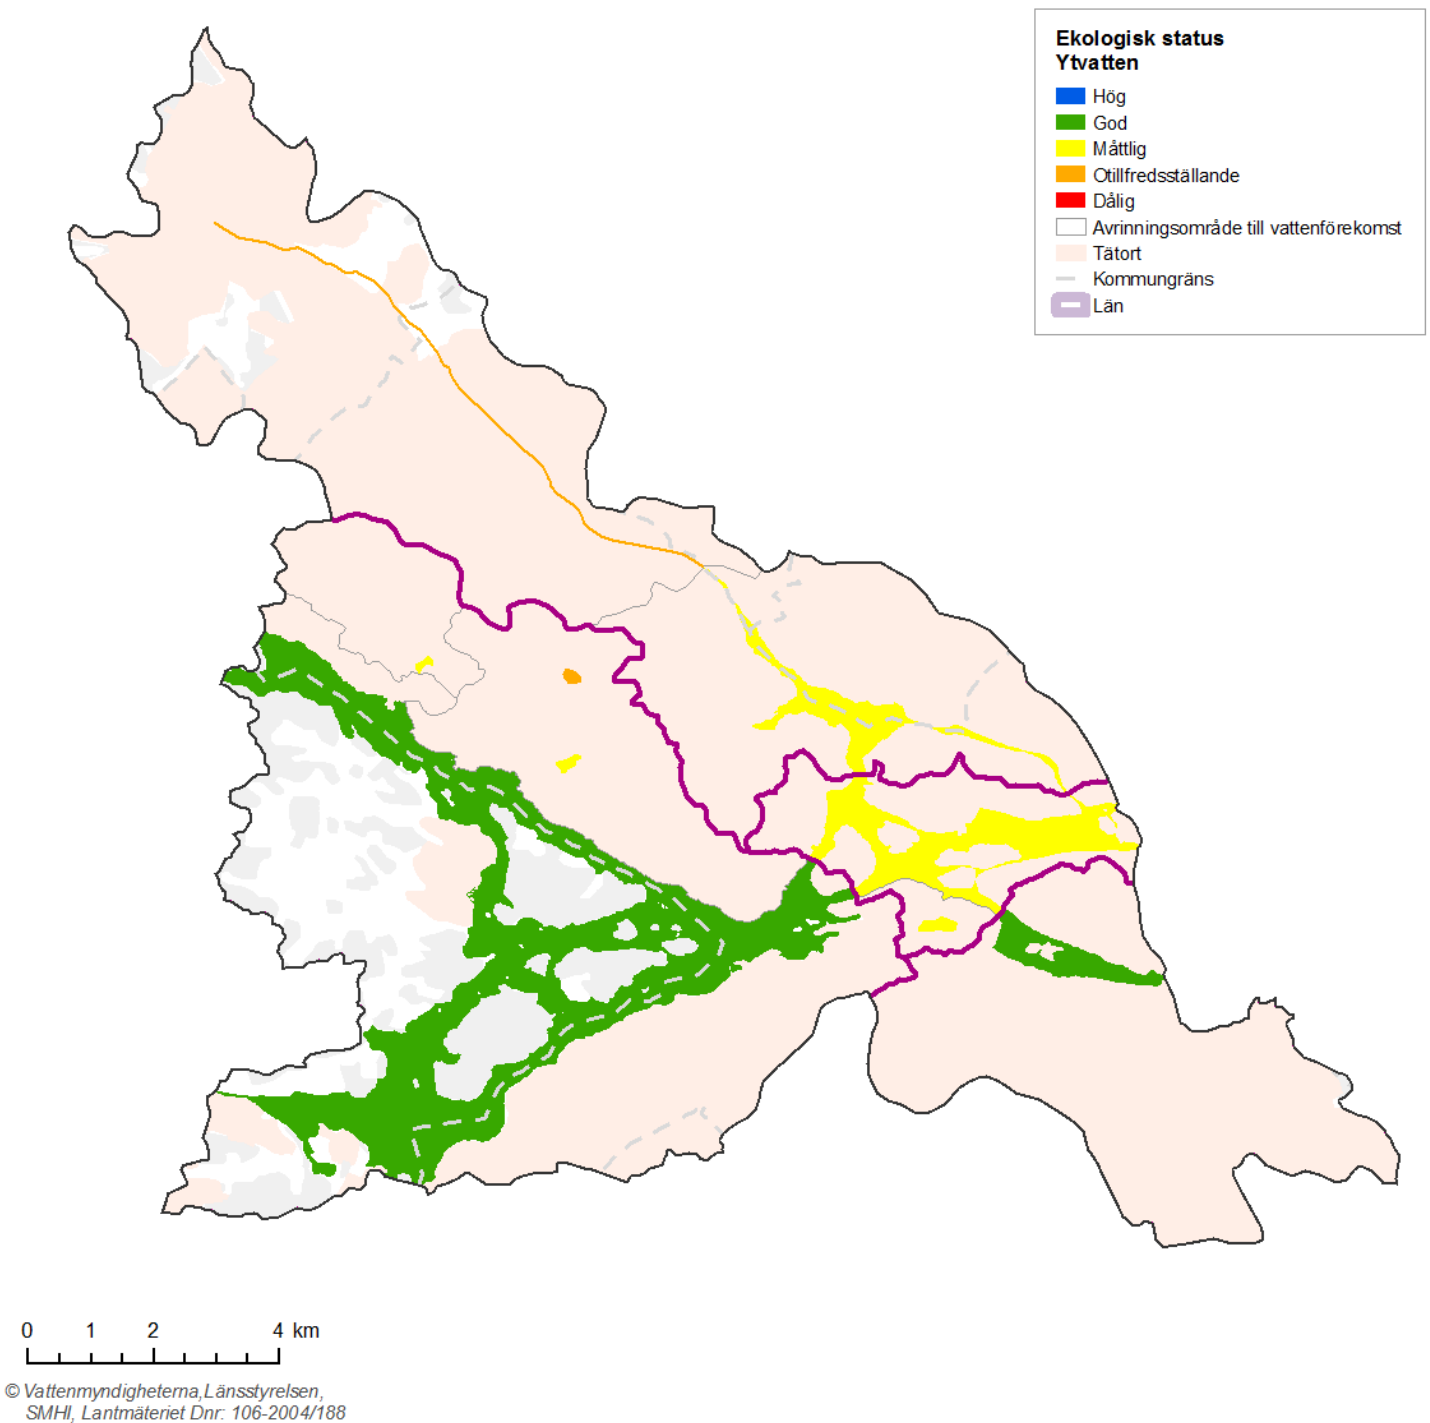 Ekologisk status
Ytvatten
Hög
God
Måttlig
Otillfredsställande
Dålig
Avrinningsområde till vattenförekomst
Tätort
Kommungräns
Län
0 1 2 4 km
© Vattenmyndigheterna,Länsstyrelsen,
SMHI, Lantmäteriet Dnr: 106-2004/188